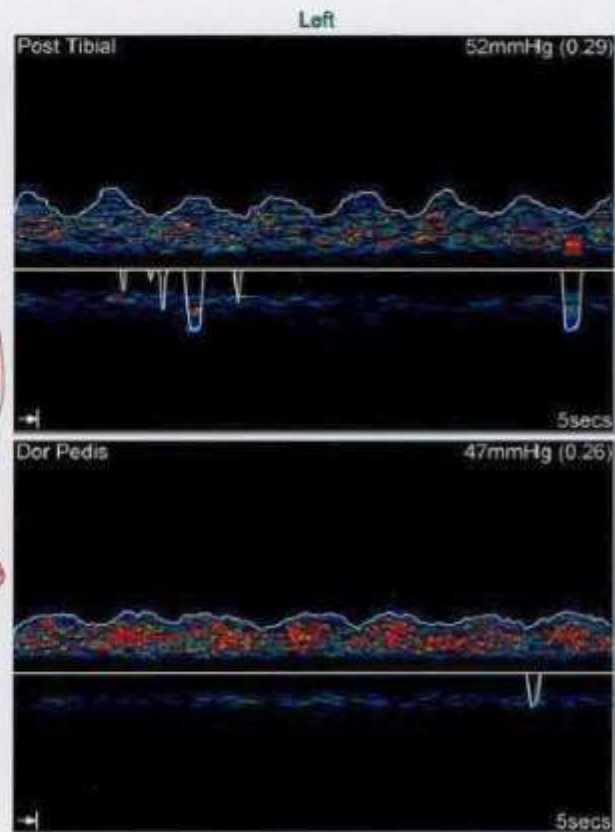 Left
Post Tibial 52mmHg (0.29)
5secs
Dor Pedis 47mmHg (0.26)
5secs